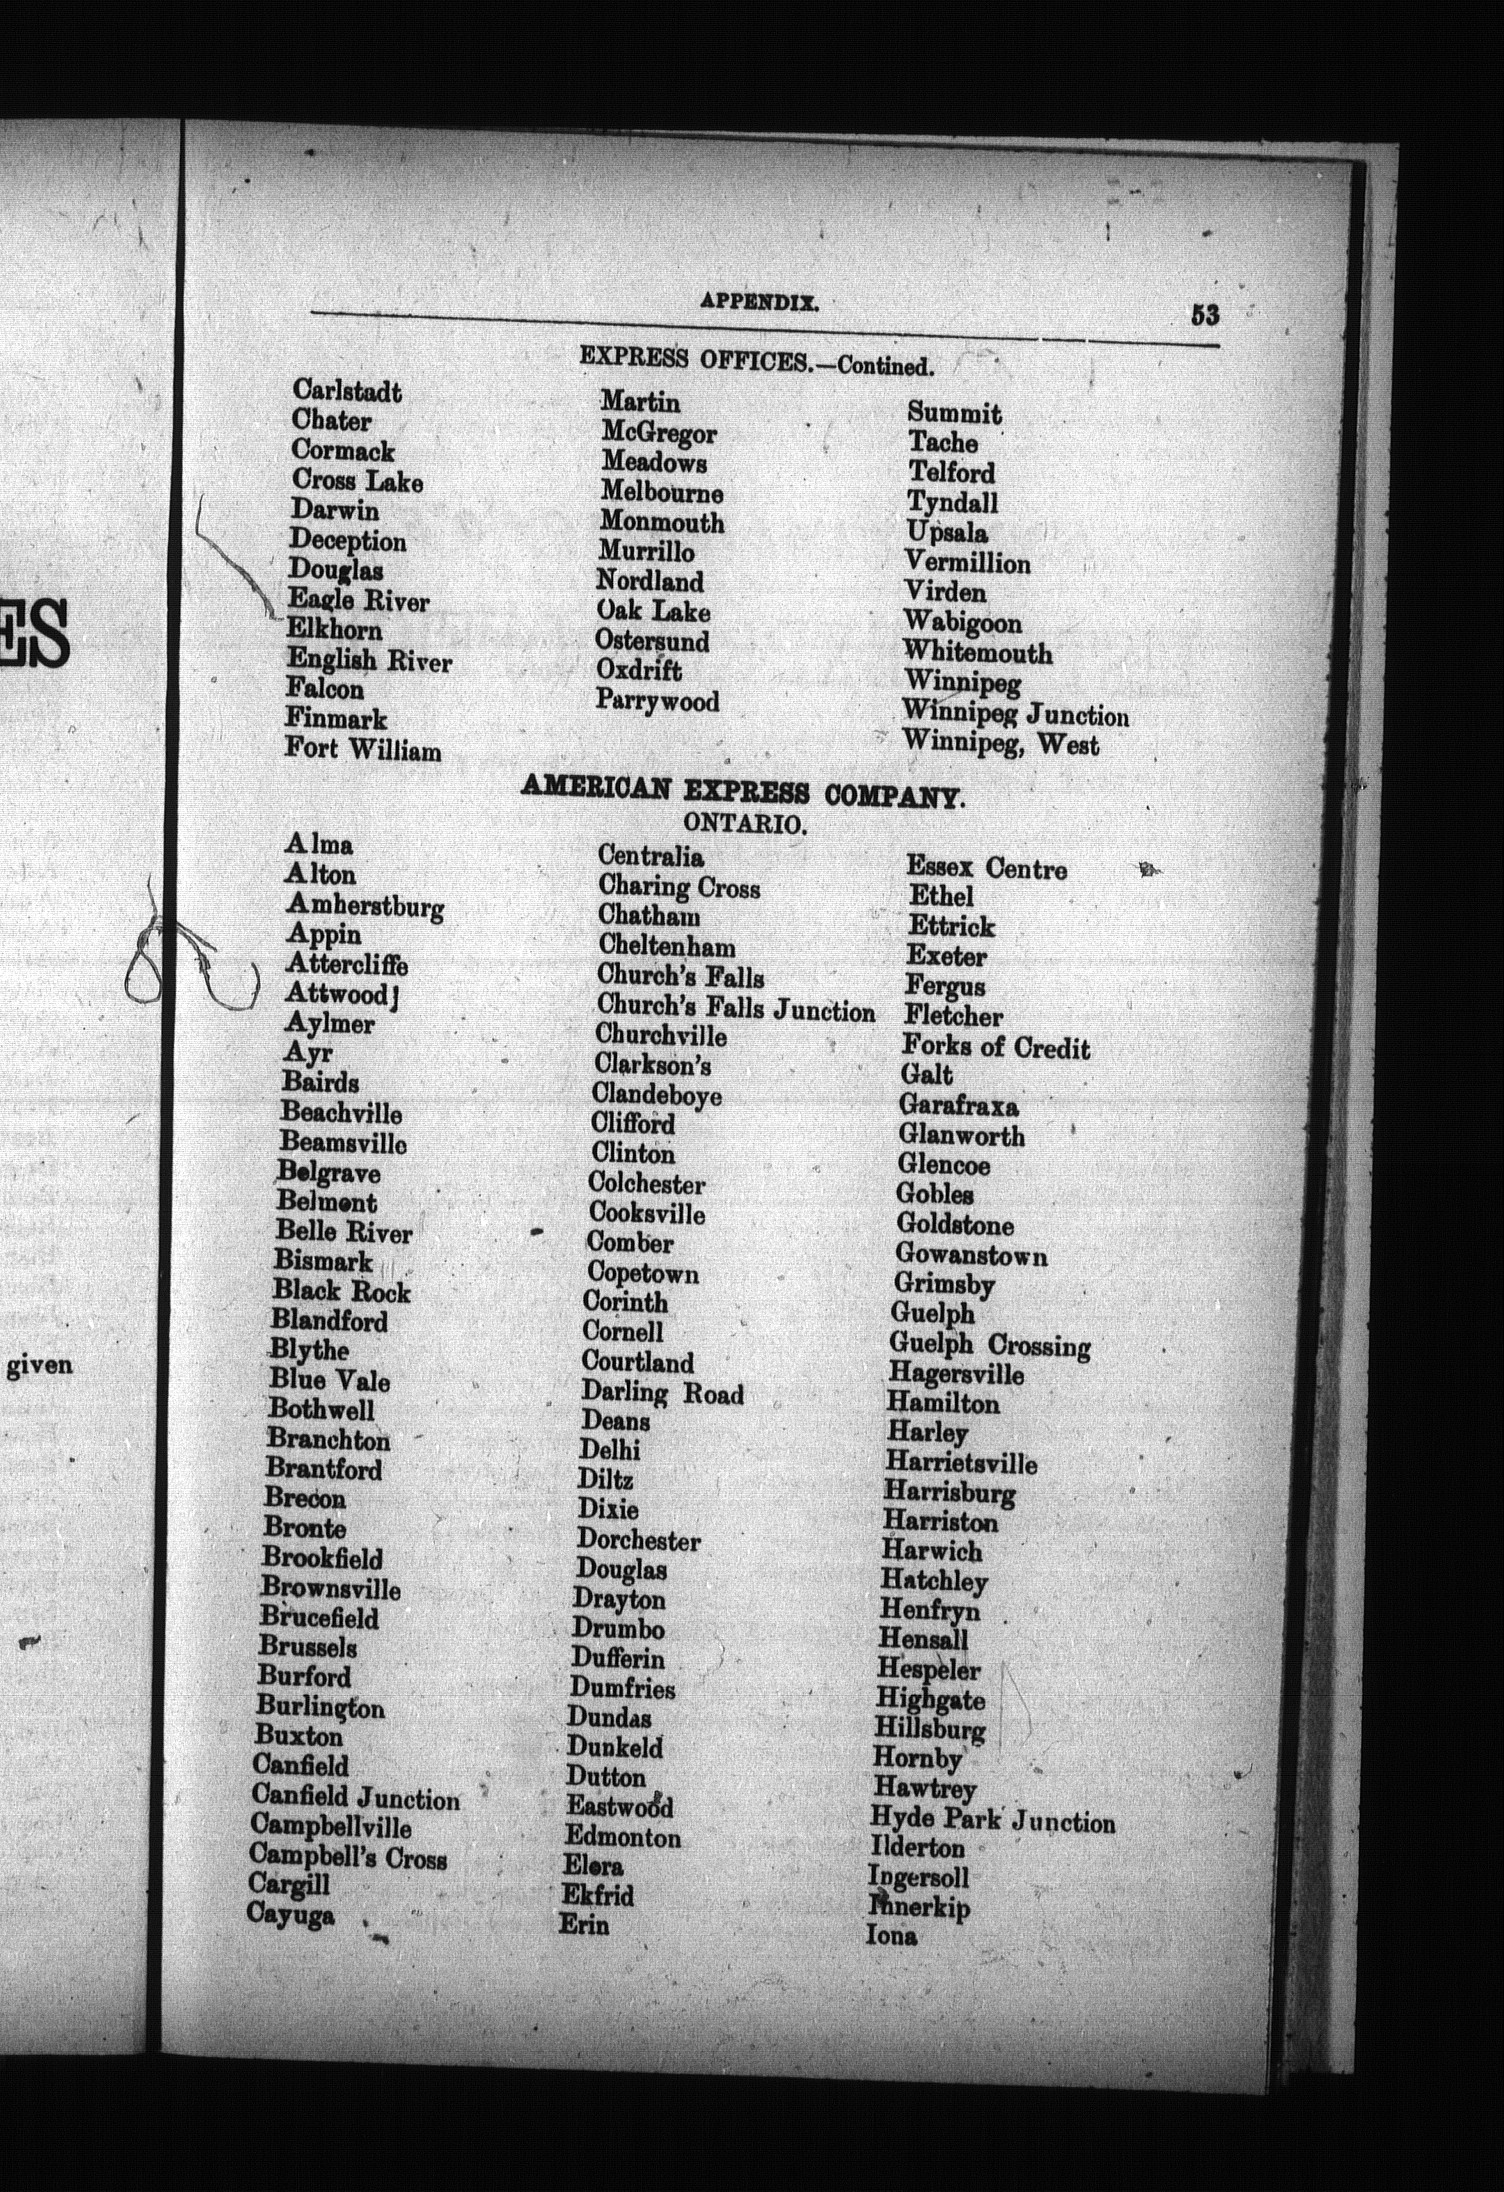 APPENDIX. 53
EXPRESS OFFICES.—Contined.
Carlstadt
Chater
Cormack
Cross Lake
Darwin
Deception
Douglas
Eagle River
Elkhorn
English River
Falcon
Finmark
Fort William
Martin
McGregor
Meadows
Melbourne
Monmouth
Murrillo
Nordland
Oak Lake
Ostersund
Oxdrift
Parrywood
Summit
Tache
Telford
Tyndall
Upsala
Vermillion
Virden
Wabigoon
Whitemouth
Winnipeg
Winnipeg Junction
Winnipeg, West
AMERICAN EXPRESS COMPANY.
ONTARIO.
Alma
Alton
Amherstburg
Appin
Attercliffe
Attwood
Aylmer
Ayr
Bairds
Beachville
Beamsville
Belgrave
Belmont
Belle River
Bismark
Black Rock
Blandford
Blythe
Blue Vale
Bothwell
Branchton
Brantford
Brecon
Bronte
Brookfield
Brownsville
Brucefield
Brussels
Burford
Burlington
Buxton
Canfield
Canfield Junction
Campbellville
Campbell's Cross
Cargill
Cayuga
Centralia
Charing Cross
Chatham
Cheltenham
Church's Falls
Church's Falls Junction
Churchville
Clarkson's
Clandeboye
Clifford
Clinton
Colchester
Cooksville
Comber
Copetown
Corinth
Cornell
Courtland
Darling Road
Deans
Delhi
Diltz
Dixie
Dorchester
Douglas
Drayton
Drumbo
Dufferin
Dumfries
Dundas
Dunkeld
Dutton
Eastwood
Edmonton
Elora
Ekfrid
Erin
Essex Centre
Ethel
Ettrick
Exeter
Fergus
Fletcher
Forks of Credit
Galt
Garafraxa
Glanworth
Glencoe
Gobles
Goldstone
Gowanstown
Grimsby
Guelph
Guelph Crossing
Hagersville
Hamilton
Harley
Harrietsville
Harrisburg
Harriston
Harwich
Hatchley
Henfryn
Hensall
Hespeler
Highgate
Hillsburg
Hornby
Hawtrey
Hyde Park Junction
Ilderton
Ingersoll
Innerkip
Iona
ES
given